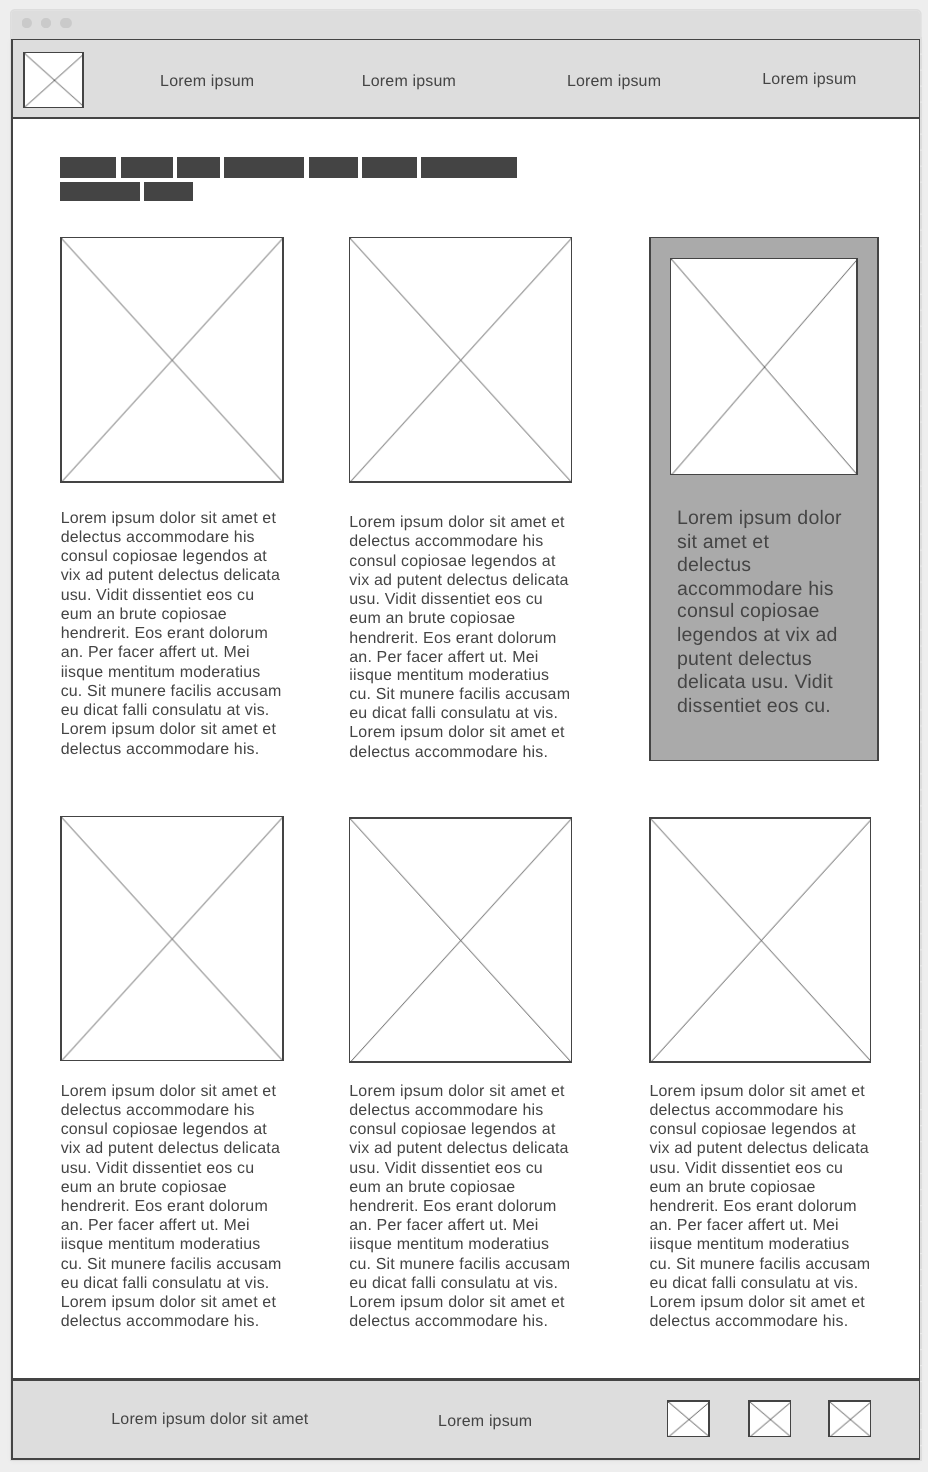 Lorem ipsum
Lorem ipsum
Lorem ipsum
Lorem ipsum
Lorem ipsum dolor sit amet et
delectus accommodare his
consul copiosae legendos at
vix ad putent delectus delicata
usu. Vidit dissentiet eos cu
eum an brute copiosae
hendrerit. Eos erant dolorum
an. Per facer affert ut. Mei
iisque mentitum moderatius
cu. Sit munere facilis accusam
eu dicat falli consulatu at vis.
Lorem ipsum dolor sit amet et
delectus accommodare his.
Lorem ipsum dolor sit amet et
delectus accommodare his
consul copiosae legendos at
vix ad putent delectus delicata
usu. Vidit dissentiet eos cu
eum an brute copiosae
hendrerit. Eos erant dolorum
an. Per facer affert ut. Mei
iisque mentitum moderatius
cu. Sit munere facilis accusam
eu dicat falli consulatu at vis.
Lorem ipsum dolor sit amet et
delectus accommodare his.
Lorem ipsum dolor
sit amet et
delectus
accommodare his
consul copiosae
legendos at vix ad
putent delectus
delicata usu. Vidit
dissentiet eos cu.
Lorem ipsum dolor sit amet et
delectus accommodare his
consul copiosae legendos at
vix ad putent delectus delicata
usu. Vidit dissentiet eos cu
eum an brute copiosae
hendrerit. Eos erant dolorum
an. Per facer affert ut. Mei
iisque mentitum moderatius
cu. Sit munere facilis accusam
eu dicat falli consulatu at vis.
Lorem ipsum dolor sit amet et
delectus accommodare his.
Lorem ipsum dolor sit amet et
delectus accommodare his
consul copiosae legendos at
vix ad putent delectus delicata
usu. Vidit dissentiet eos cu
eum an brute copiosae
hendrerit. Eos erant dolorum
an. Per facer affert ut. Mei
iisque mentitum moderatius
cu. Sit munere facilis accusam
eu dicat falli consulatu at vis.
Lorem ipsum dolor sit amet et
delectus accommodare his.
Lorem ipsum dolor sit amet et
delectus accommodare his
consul copiosae legendos at
vix ad putent delectus delicata
usu. Vidit dissentiet eos cu
eum an brute copiosae
hendrerit. Eos erant dolorum
an. Per facer affert ut. Mei
iisque mentitum moderatius
cu. Sit munere facilis accusam
eu dicat falli consulatu at vis.
Lorem ipsum dolor sit amet et
delectus accommodare his.
Lorem ipsum dolor sit amet
Lorem ipsum